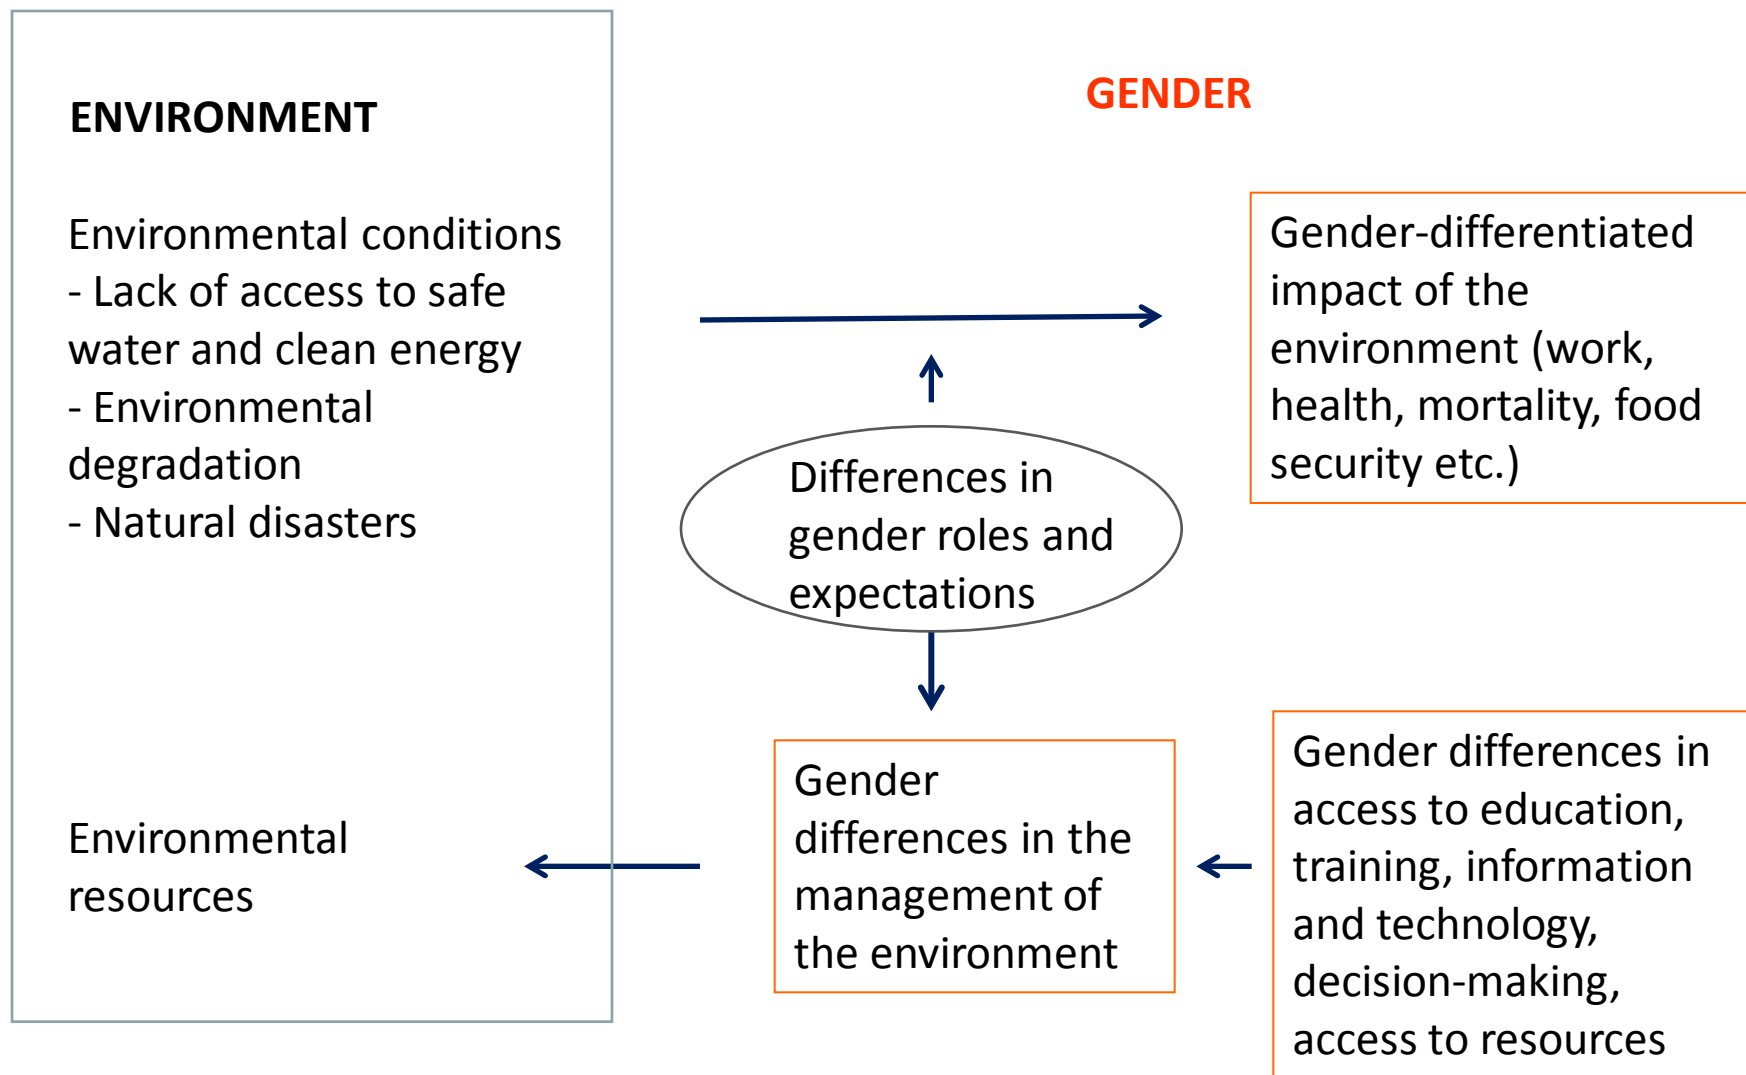 ENVIRONMENT
Environmental conditions
- Lack of access to safe
water and clean energy
- Environmental
degradation
- Natural disasters
Environmental
resources
GENDER
Gender-differentiated
impact of the
environment (work,
health, mortality, food
security etc.)
Differences in
gender roles and
expectations
Gender
differences in the
management of
the environment
Gender differences in
access to education,
training, information
and technology,
decision-making,
access to resources